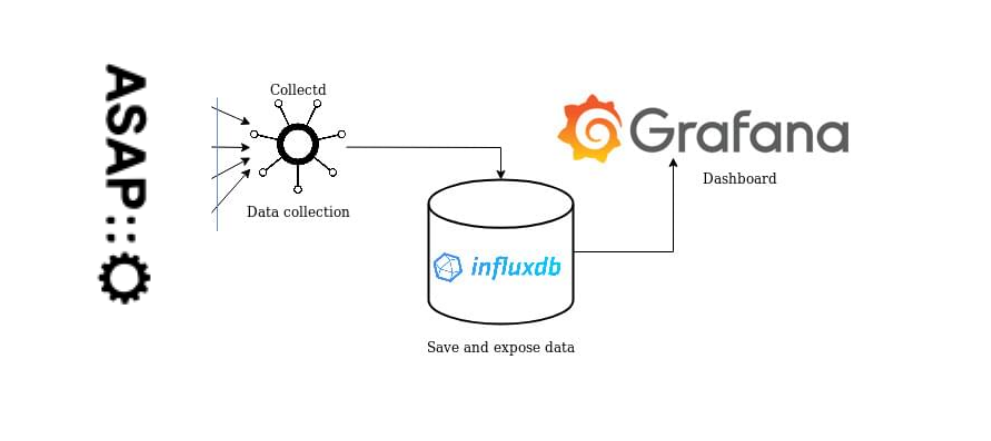 ASAP:::
Collectd
Data collection
influxdb
Save and expose data
Grafana
Dashboard